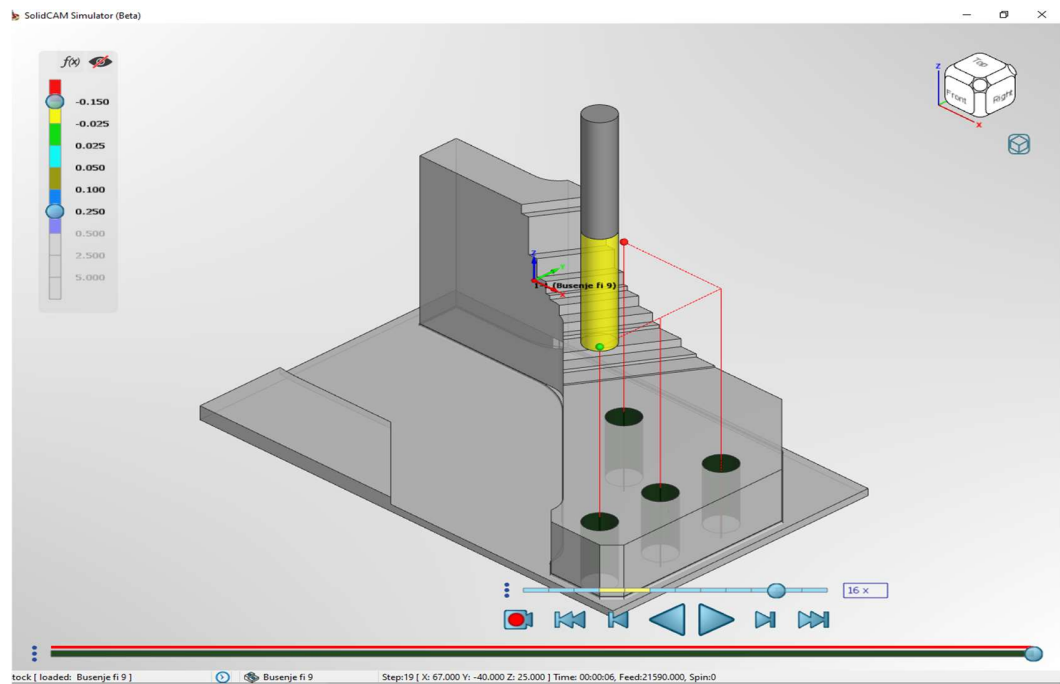 SolidCAM Simulator (Beta)
f(x)
-0.150
-0.025
0.025
0.050
0.100
0.250
0.500
2.500
5.000
Z
Top
Front
Right
X
Z
Y
(Busenje fi 9)
X
16 ×
tock [ loaded: Busenje fi 9 ]
Busenje fi 9
Step:19 [ X: 67.000 Y: -40.000 Z: 25.000 ] Time: 00:00:06, Feed:21590.000, Spin:0